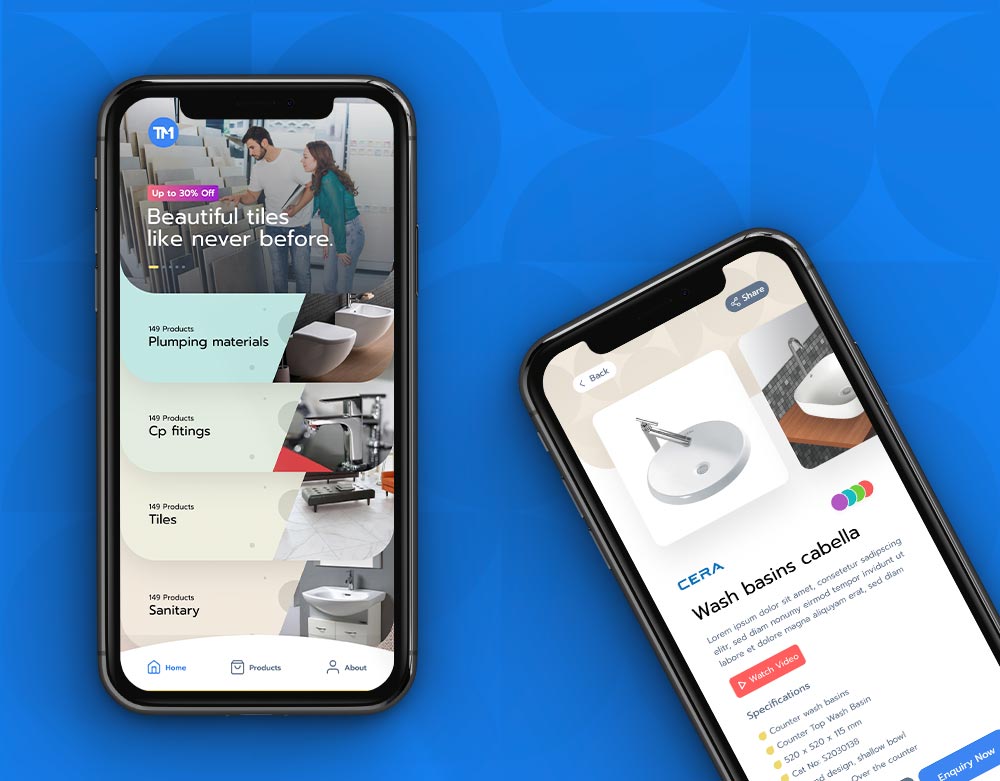 TM
Up to 30% Off
Beautiful tiles
like never before.
149 Products
Plumping materials
149 Products
Cp fitings
149 Products
Tiles
149 Products
Sanitary
Home
Products
About
Share
Back
CERA
Wash basins cabella
Lorem ipsum dolor sit amet, consetetur sadipscing
elitr, sed diam nonumy eirmod tempor invidunt ut
labore et dolore magna aliquyam erat, sed diam
Watch Video
Specifications
Counter wash basins
Counter Top Wash Basin
520 x 520 x 115 mm
Cat No: S2030138
design, shallow bowl
Over the counter
Enquiry Now